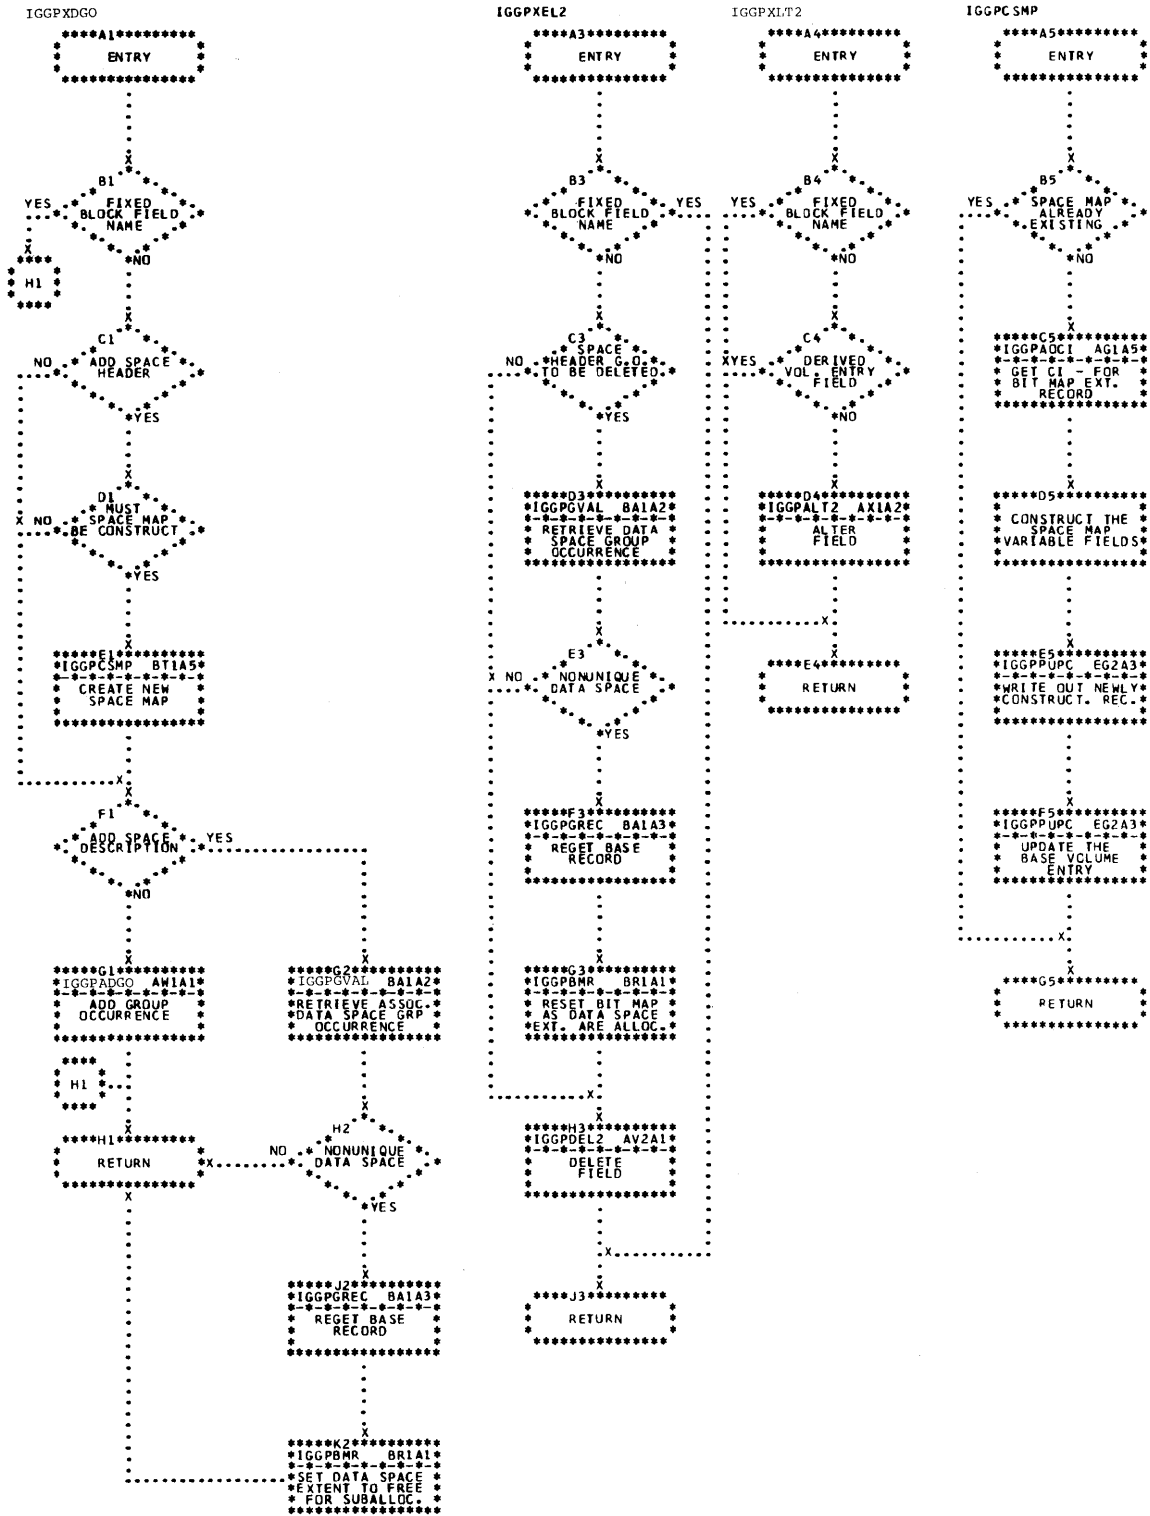 IGGPXDGO
A1
ENTRY
B1
FIXED
BLOCK FIELD
NAME
YES
X
H1
NO
X
C1
ADD SPACE
HEADER
NO
YES
X
D1
MUST
SPACE MAP
BE CONSTRUCT
X NO
YES
X
E1
IGGPCSMP BT1A5
CREATE NEW
SPACE MAP
X
X
F1
ADD SPACE
DESCRIPTION
YES
NO
X
G1
IGGPADGO AW1A1
ADD GROUP
OCCURRENCE
H1
X
H1
RETURN
X
X
X
G2
IGGPGVAL BA1A2
RETRIEVE ASSOC.
DATA SPACE GRP
OCCURRENCE
X
H2
NONUNIQUE
DATA SPACE
NO
YES
X
J2
IGGPGREC BA1A3
REGET BASE
RECORD
X
K2
IGGPBMR BR1A1
SET DATA SPACE
EXTENT TO FREE
FOR SUBALLOC.
IGGPXEL2
A3
ENTRY
X
B3
FIXED
BLOCK FIELD
NAME
YES
NO
X
C3
SPACE
HEADER G.O.
TO BE DELETED
NO
YES
X
D3
IGGPGVAL BA1A2
RETRIEVE DATA
SPACE GROUP
OCCURRENCE
X
E3
NONUNIQUE
DATA SPACE
X NO
YES
X
F3
IGGPGREC BA1A3
REGET BASE
RECORD
X
G3
IGGPBMR BR1A1
RESET BIT MAP
AS DATA SPACE
EXT. ARE ALLOC.
X
X
H3
IGGPDEL2 AV2A1
DELETE
FIELD
X
X
J3
RETURN
IGGPXLT2
A4
ENTRY
X
B4
FIXED
BLOCK FIELD
NAME
YES
NO
X
C4
DERIVED
VOL. ENTRY
FIELD
XYES
NO
X
D4
IGGPALT2 AX1A2
ALTER
FIELD
X
X
E4
RETURN
IGGPCSMP
A5
ENTRY
X
B5
SPACE MAP
ALREADY
EXISTING
YES
NO
X
C5
IGGPAOCI AG1A5
GET CI - FOR
BIT MAP EXT.
RECORD
X
D5
CONSTRUCT THE
SPACE MAP
VARIABLE FIELDS
X
E5
IGGPPUPC EG2A3
WRITE OUT NEWLY
CONSTRUCT. REC.
X
F5
IGGPPUPC EG2A3
UPDATE THE
BASE VOLUME
ENTRY
X
X
G5
RETURN